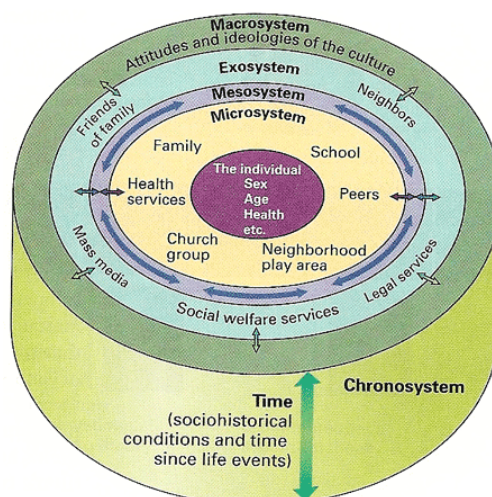 Macrosystem
Attitudes and ideologies of the culture
Exosystem
Mesosystem
Microsystem
Friends
of family
Neighbors
Family
School
The individual
Sex
Age
Health
etc.
Health
services
Peers
Church
group
Neighborhood
play area
Mass media
Legal services
Social welfare services
Chronosystem
Time
(sociohistorical
conditions and time
since life events)